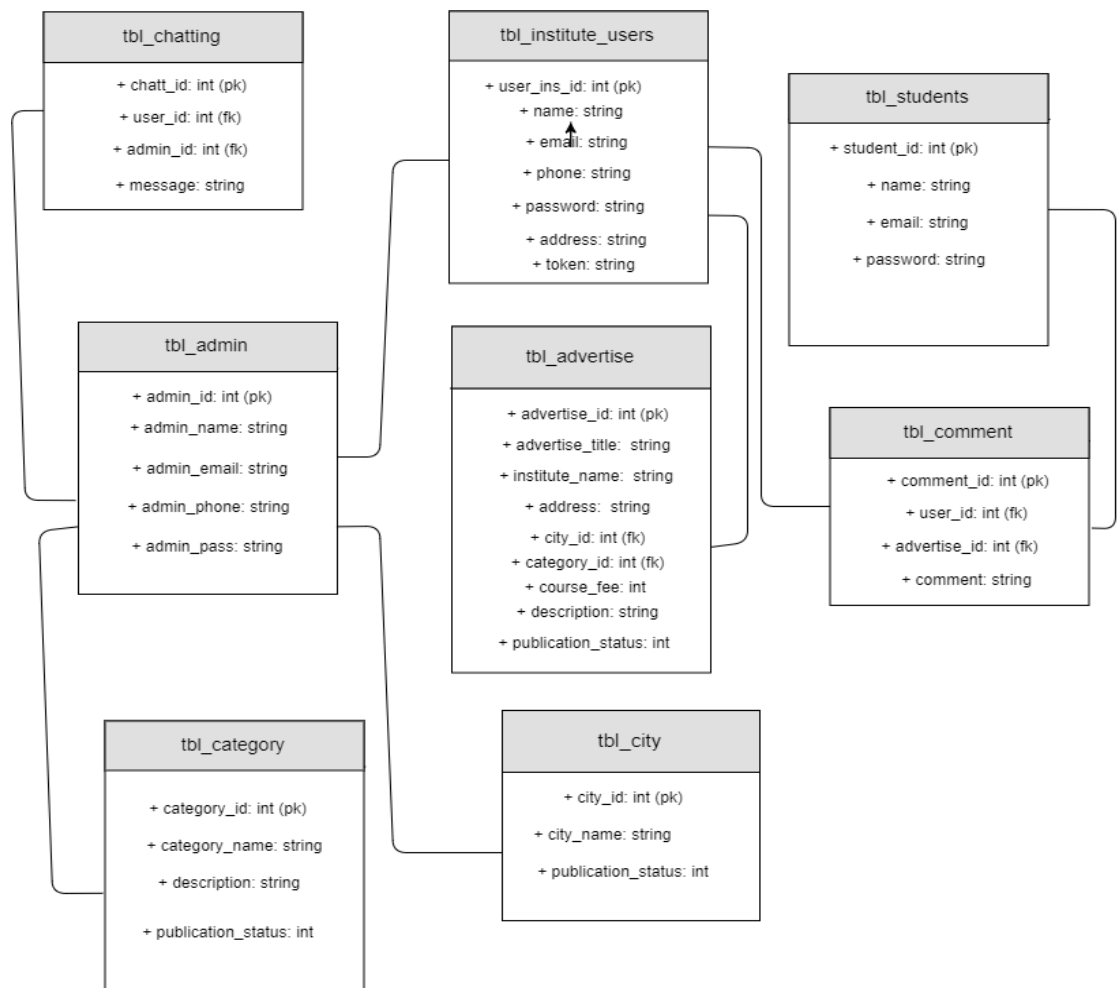 tbl_chatting
+ chatt_id: int (pk)
+ user_id: int (fk)
+ admin_id: int (fk)
+ message: string
tbl_institute_users
+ user_ins_id: int (pk)
+ name: string
+ email: string
+ phone: string
+ password: string
+ address: string
+ token: string
tbl_students
+ student_id: int (pk)
+ name: string
+ email: string
+ password: string
tbl_admin
+ admin_id: int (pk)
+ admin_name: string
+ admin_email: string
+ admin_phone: string
+ admin_pass: string
tbl_advertise
+ advertise_id: int (pk)
+ advertise_title: string
+ institute_name: string
+ address: string
+ city_id: int (fk)
+ category_id: int (fk)
+ course_fee: int
+ description: string
+ publication_status: int
tbl_comment
+ comment_id: int (pk)
+ user_id: int (fk)
+ advertise_id: int (fk)
+ comment: string
tbl_category
+ category_id: int (pk)
+ category_name: string
+ description: string
+ publication_status: int
tbl_city
+ city_id: int (pk)
+ city_name: string
+ publication_status: int